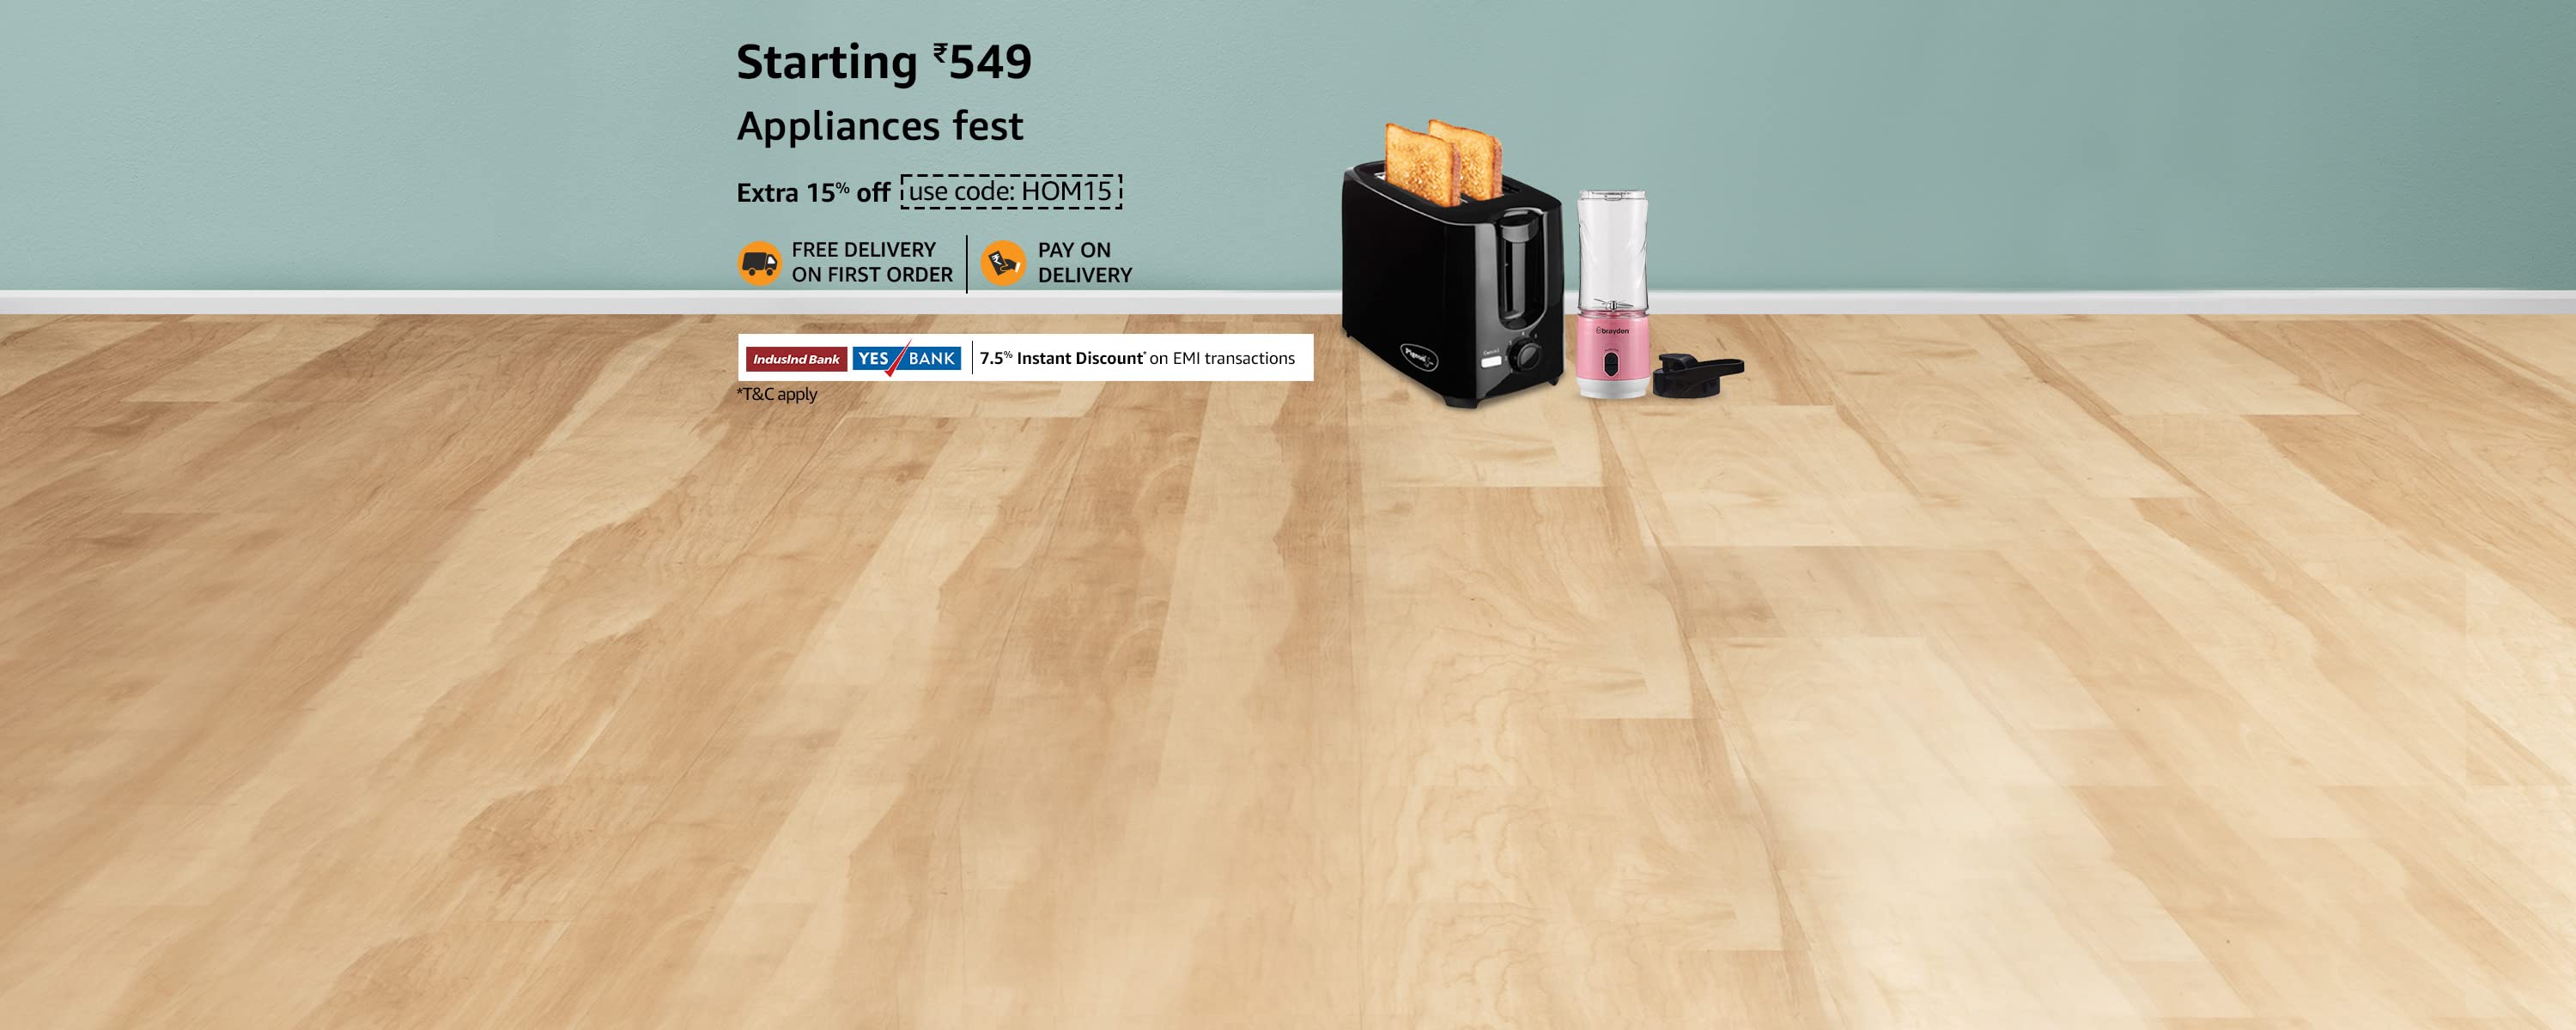 Starting ₹549
Appliances fest
Extra 15% off use code: HOM15
FREE DELIVERY
ON FIRST ORDER
PAY ON
DELIVERY
IndusInd Bank YES BANK 7.5% Instant Discount* on EMI transactions
*T&C apply
Pigeon
Cancel
brayden